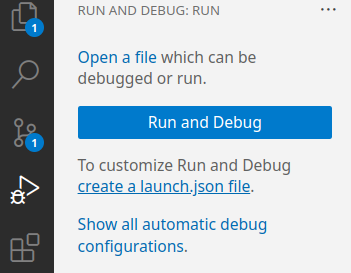 RUN AND DEBUG: RUN ...
1
Open a file which can be
debugged or run.
Run and Debug
1
To customize Run and Debug
create a launch.json file.
Show all automatic debug
configurations.